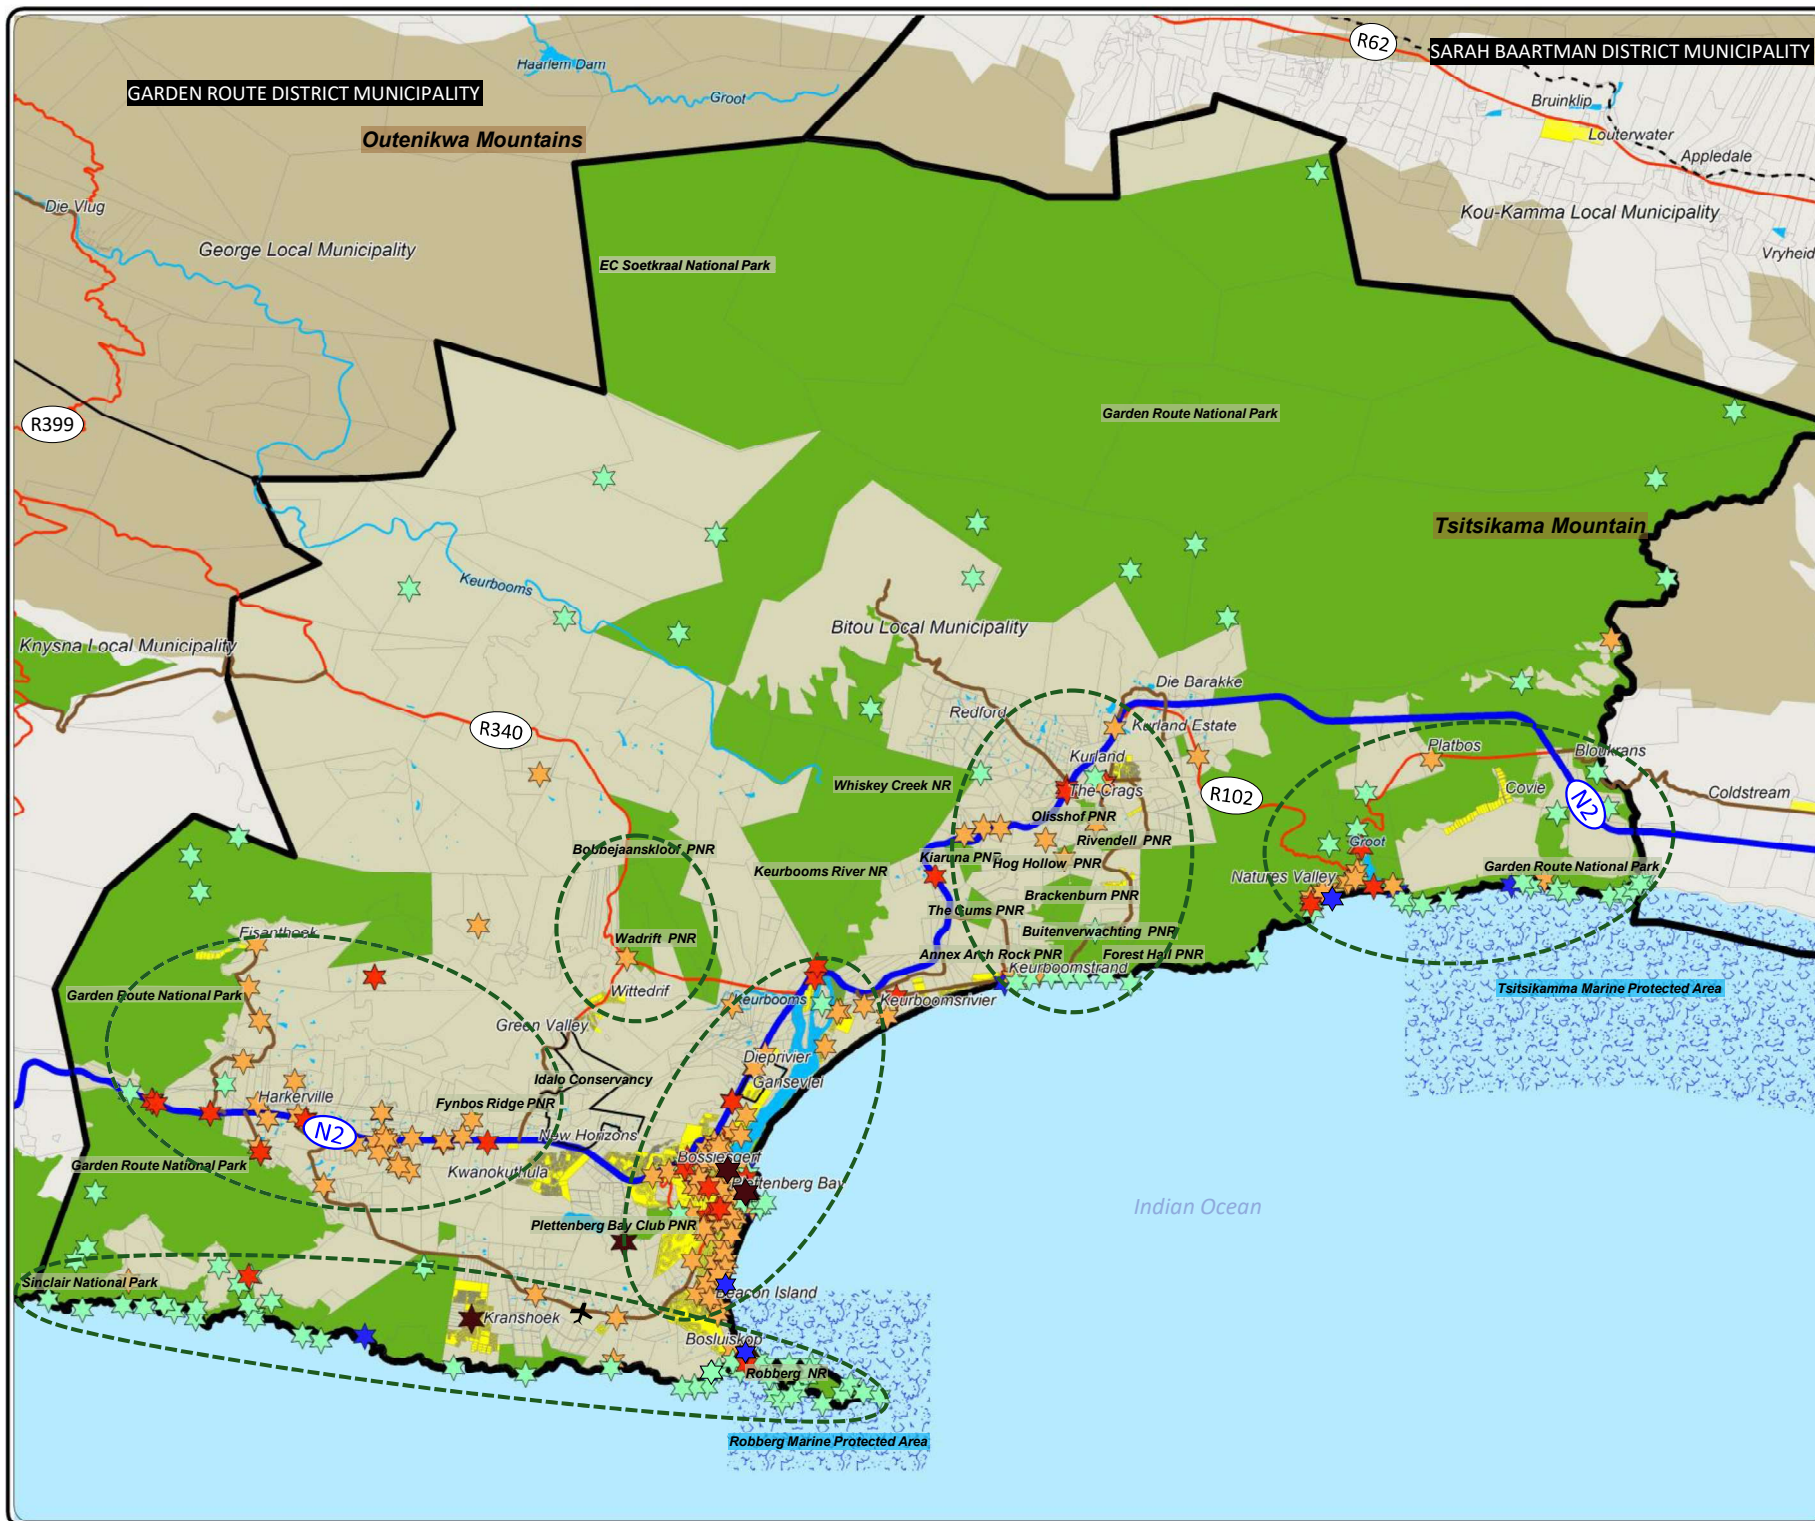 R62
SARAH BAARTMAN DISTRICT MUNICIPALITY
Haarlem Dam
GARDEN ROUTE DISTRICT MUNICIPALITY
Groot
Bruinklip
Outenikwa Mountains
Louterwater
Appledale
Die Vlug
Kou-Kamma Local Municipality
George Local Municipality
Vryheid
EC Soetkraal National Park
Garden Route National Park
R399
Tsitsikama Mountain
Keurbooms
Bitou Local Municipality
Knysna Local Municipality
Die Barakke
Redford
Kurland Estate
R340
Platbos
Bloukrans
Kurland
Whiskey Creek NR
The Crags
R102
Covie
N2
Coldstream
Olisshof PNR
Rivendell PNR
Groot
Bobbejaanskloof PNR
Kiaruna PNR
Hog Hollow PNR
Keurbooms River NR
Garden Route National Park
Natures Valley
Brackenburn PNR
The Gums PNR
Buitenverwachting PNR
Wadrift PNR
Annex Arch Rock PNR
Forest Hall PNR
Keurboomstrand
Wittedrif
Garden Route National Park
Tsitsikamma Marine Protected Area
Keurbooms
Keurboomsrivier
Green Valley
Dieprivier
Idalo Conservancy
Ganseviei
Harkerville
Fynbos Ridge PNR
N2
New Horizons
Bossiesgerf
Garden Route National Park
Kwanokuthula
Plettenberg Bay
Indian Ocean
Plettenberg Bay Club PNR
Sinclair National Park
Beacon Island
Kranshoek
Bosluiskop
Robberg NR
Robberg Marine Protected Area